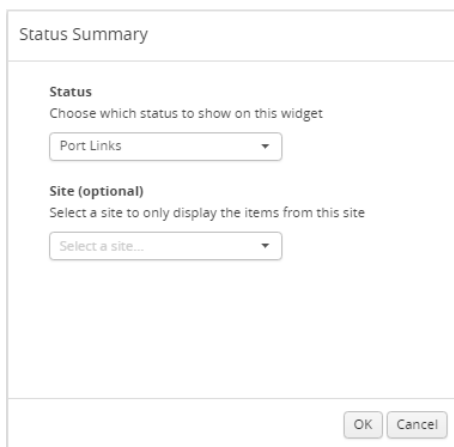 Status Summary
Status
Choose which status to show on this widget
Port Links
Site (optional)
Select a site to only display the items from this site
Select a site...
OK Cancel